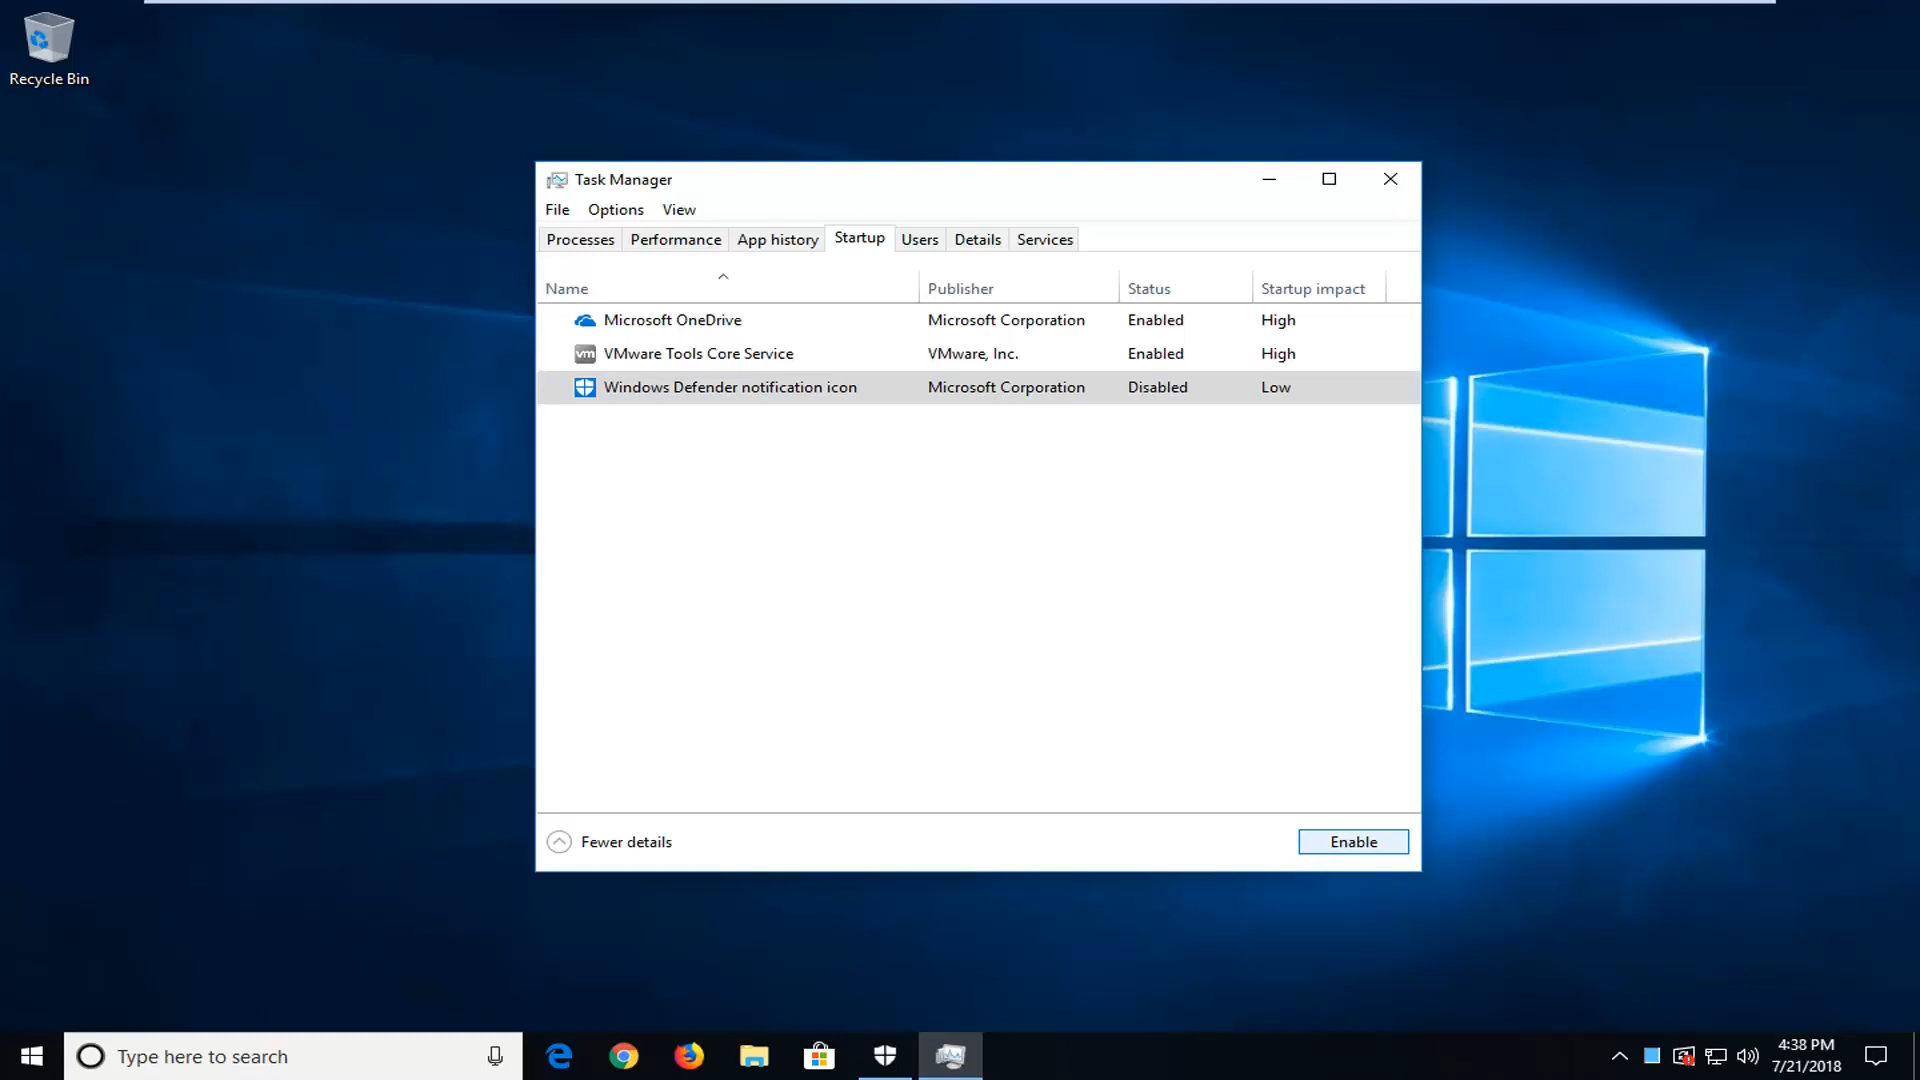 Recycle Bin
Task Manager
File Options View
Processes Performance App history Startup Users Details Services
Name Publisher Status Startup impact
Microsoft OneDrive Microsoft Corporation Enabled High
vm VMware Tools Core Service VMware, Inc. Enabled High
Windows Defender notification icon Microsoft Corporation Disabled Low
Fewer details Enable
Type here to search
4:38 PM
7/21/2018